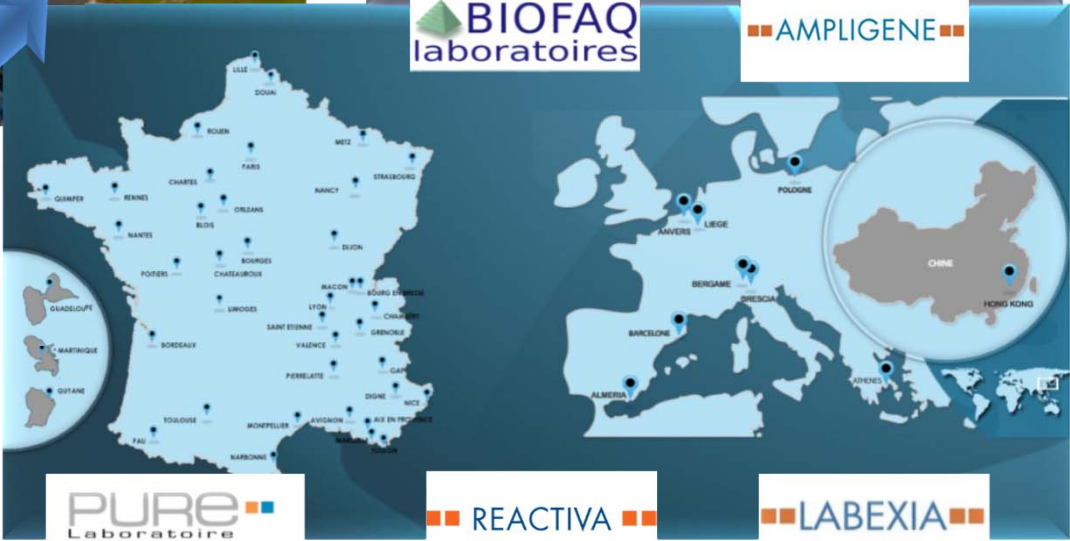 BIOFAQ
laboratoires
AMPLIGENE
LILLE
DOUAI
ROUEN
METZ
PARIS
STRASBOURG
CHARTES
NANCY
QUIMPER
RENNES
ORLEANS
BLOIS
NANTES
DIJON
BOURGES
POITIERS
CHATEAUROUX
MACON
BOURG EN BRESSE
LIMOGES
LYON
CHAMBERY
SAINT ETIENNE
GRENOBLE
BORDEAUX
VALENCE
PIERRELATTE
GAP
DIGNE
NICE
TOULOUSE
MONTPELLIER
AVIGNON
AIX EN PROVENCE
MARSEILLE
TOULON
PAU
NARBONNE
GUADELOUPE
MARTINIQUE
GUYANE
POLOGNE
ANVERS
LIEGE
BERGAME
BRESCIA
BARCELONE
ALMERIA
ATHENES
CHINE
HONG KONG
PURE
Laboratoire
REACTIVA
LABEXIA